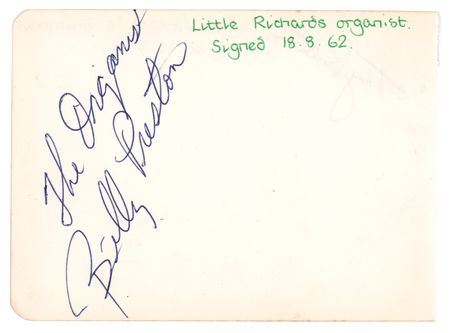 Little Richards organist.
Signed 18.8.62.
The Organist
Billy Preston